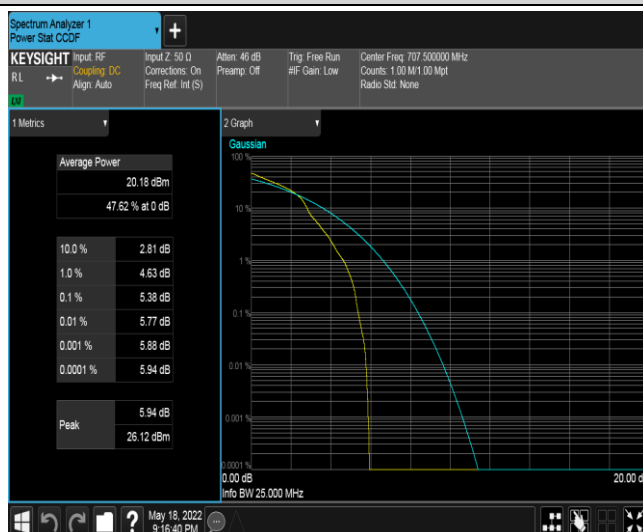 Spectrum Analyzer 1
Power Stat CCDF
KEYSIGHT
RL
Input: RF
Coupling: DC
Align: Auto
Input Z: 50 Ω
Corrections: On
Freq Ref: Int (S)
Atten: 46 dB
Preamp: Off
Trig: Free Run
#IF Gain: Low
Center Freq: 707.500000 MHz
Counts: 1.00 M/1.00 Mpt
Radio Std: None
1 Metrics
Average Power
20.18 dBm
47.62 % at 0 dB
10.0 % 2.81 dB
1.0 % 4.63 dB
0.1 % 5.38 dB
0.01 % 5.77 dB
0.001 % 5.88 dB
0.0001 % 5.94 dB
Peak
5.94 dB
26.12 dBm
2 Graph
Gaussian
100 %
10 %
1 %
0.1 %
0.01 %
0.001 %
0.0001 %
0.00 dB
20.00 d
Info BW 25.000 MHz
?
May 18, 2022
9:16:40 PM